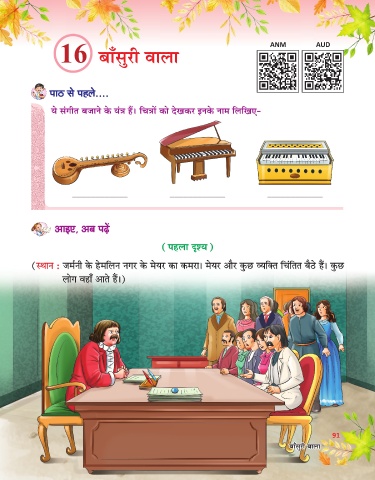 16 बाँसुरी वाला
ANM AUD
पाठ से पहले....
ये संगीत बजाने के यंत्र हैं। चित्रों को देखकर इनके नाम लिखिए-
आइए, अब पढ़ें
( पहला दृश्य )
(स्थान : जर्मनी के हेमलिन नगर के मेयर का कमरा। मेयर और कुछ व्यक्ति चिंतित बैठे हैं। कुछ
लोग वहाँ आते हैं।)
91
बाँसुरी वाला